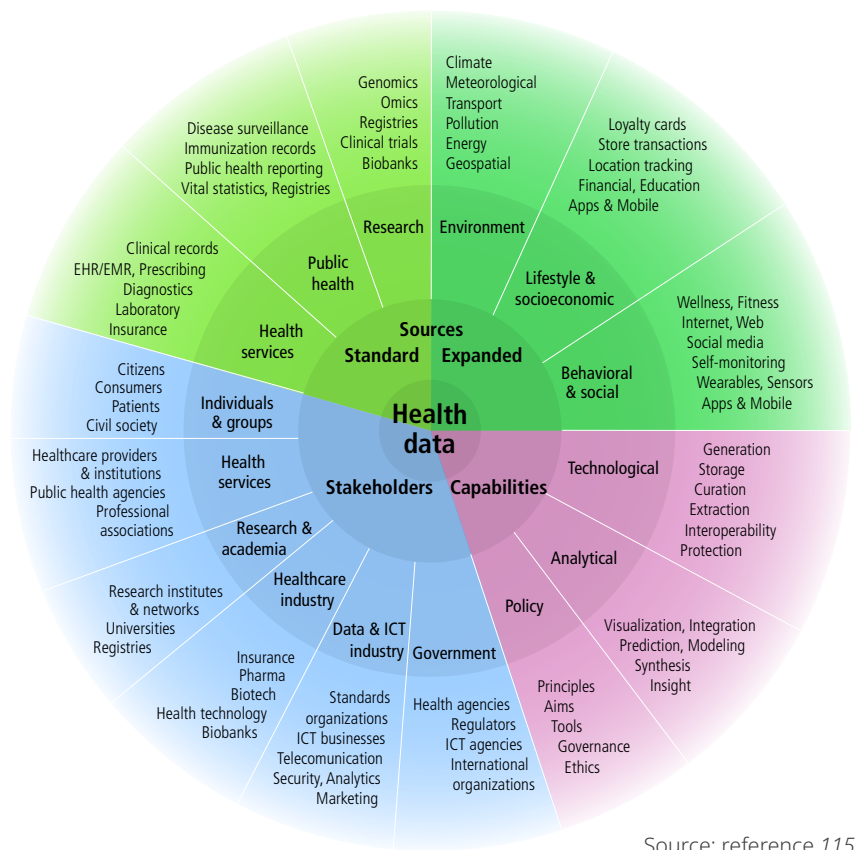 Health
data
Sources
Standard
Expanded
Stakeholders
Capabilities
Research
Genomics
Omics
Registries
Clinical trials
Biobanks
Public
health
Disease surveillance
Immunization records
Public health reporting
Vital statistics, Registries
Health
services
Clinical records
EHR/EMR, Prescribing
Diagnostics
Laboratory
Insurance
Environment
Climate
Meteorological
Transport
Pollution
Energy
Geospatial
Lifestyle &
socioeconomic
Loyalty cards
Store transactions
Location tracking
Financial, Education
Apps & Mobile
Behavioral
& social
Wellness, Fitness
Internet, Web
Social media
Self-monitoring
Wearables, Sensors
Apps & Mobile
Technological
Generation
Storage
Curation
Extraction
Interoperability
Protection
Analytical
Visualization, Integration
Prediction, Modeling
Synthesis
Insight
Policy
Principles
Aims
Tools
Governance
Ethics
Individuals
& groups
Citizens
Consumers
Patients
Civil society
Health
services
Healthcare providers
& institutions
Public health agencies
Professional
associations
Research &
academia
Research institutes
& networks
Universities
Registries
Healthcare
industry
Insurance
Pharma
Biotech
Health technology
Biobanks
Data & ICT
industry
Standards
organizations
ICT businesses
Telecomunication
Security, Analytics
Marketing
Government
Health agencies
Regulators
ICT agencies
International
organizations
Source: reference 115